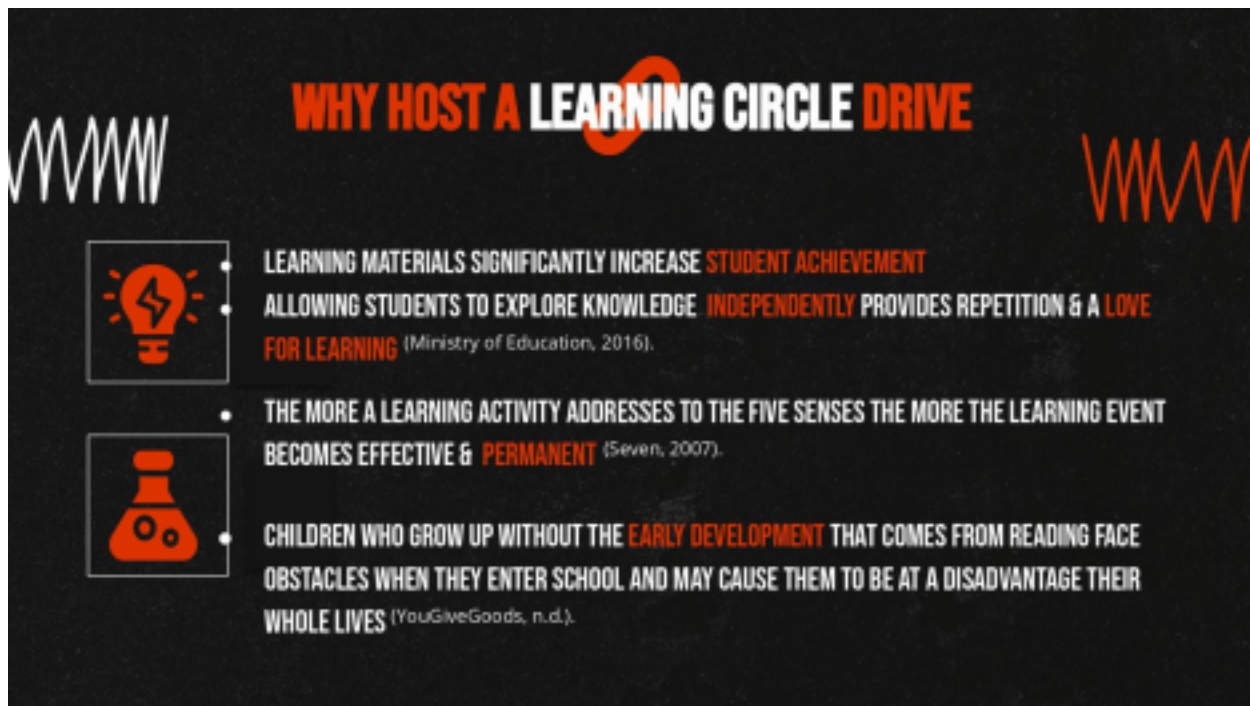 WHY HOST A LEARNING CIRCLE DRIVE
LEARNING MATERIALS SIGNIFICANTLY INCREASE STUDENT ACHIEVEMENT
ALLOWING STUDENTS TO EXPLORE KNOWLEDGE INDEPENDENTLY PROVIDES REPETITION & A LOVE
FOR LEARNING (Ministry of Education, 2016).
THE MORE A LEARNING ACTIVITY ADDRESSES TO THE FIVE SENSES THE MORE THE LEARNING EVENT
BECOMES EFFECTIVE & PERMANENT (Seven, 2007).
CHILDREN WHO GROW UP WITHOUT THE EARLY DEVELOPMENT THAT COMES FROM READING FACE
OBSTACLES WHEN THEY ENTER SCHOOL AND MAY CAUSE THEM TO BE AT A DISADVANTAGE THEIR
WHOLE LIVES (YouGiveGoods, n.d.).